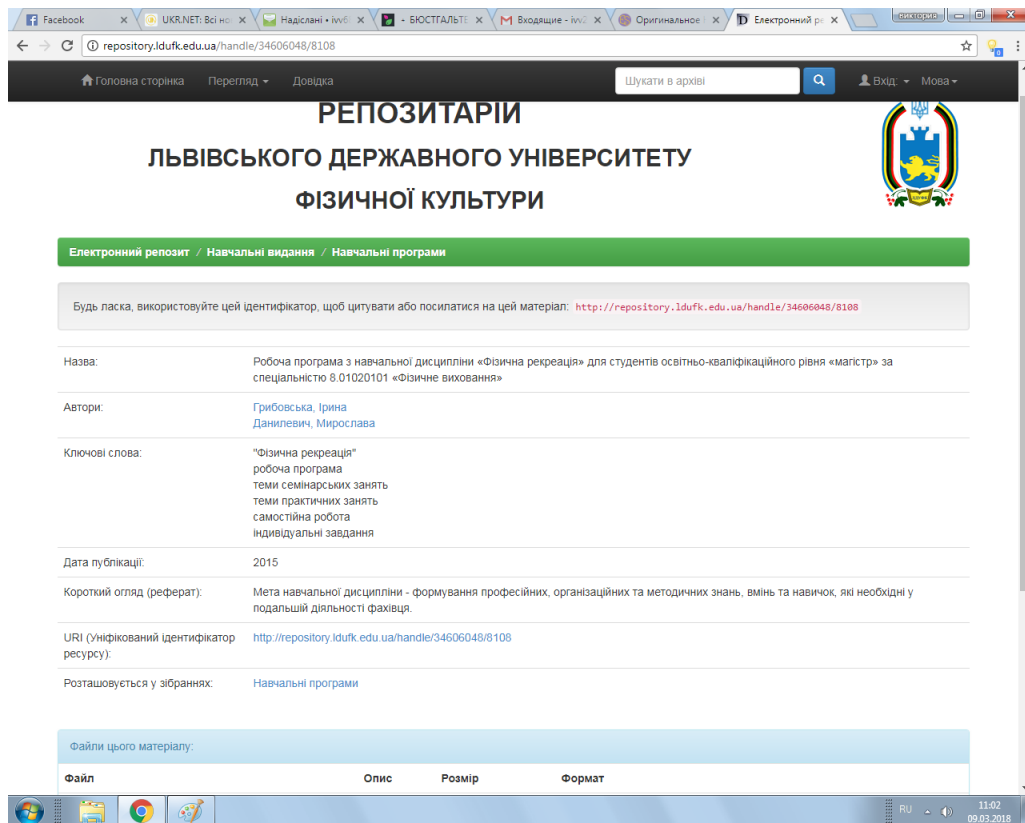 Facebook
UKR.NET: Всі но
Надіслані • ivv6
- БЮСТГАЛЬТЕ
Входящие - ivv2
Оригинальное
Електронний ре
виктория
repository.ldufk.edu.ua/handle/34606048/8108
Головна сторінка Перегляд Довідка Шукати в архіві Вхід: Мова
РЕПОЗИТАРІЙ
ЛЬВІВСЬКОГО ДЕРЖАВНОГО УНІВЕРСИТЕТУ
ФІЗИЧНОЇ КУЛЬТУРИ
Електронний репозит / Навчальні видання / Навчальні програми
Будь ласка, використовуйте цей ідентифікатор, щоб цитувати або посилатися на цей матеріал: http://repository.ldufk.edu.ua/handle/34606048/8108
Назва: Робоча програма з навчальної дисципліни «Фізична рекреація» для студентів освітньо-кваліфікаційного рівня «магістр» за
спеціальністю 8.01020101 «Фізичне виховання»
Автори: Грибовська, Ірина
Данилевич, Мирослава
Ключові слова: "Фізична рекреація"
робоча програма
теми семінарських занять
теми практичних занять
самостійна робота
індивідуальні завдання
Дата публікації: 2015
Короткий огляд (реферат): Мета навчальної дисципліни - формування професійних, організаційних та методичних знань, вмінь та навичок, які необхідні у
подальшій діяльності фахівця.
URI (Уніфікований ідентифікатор http://repository.ldufk.edu.ua/handle/34606048/8108
ресурсу):
Розташовується у зібраннях: Навчальні програми
Файли цього матеріалу:
Файл Опис Розмір Формат
RU 11:02
09.03.2018